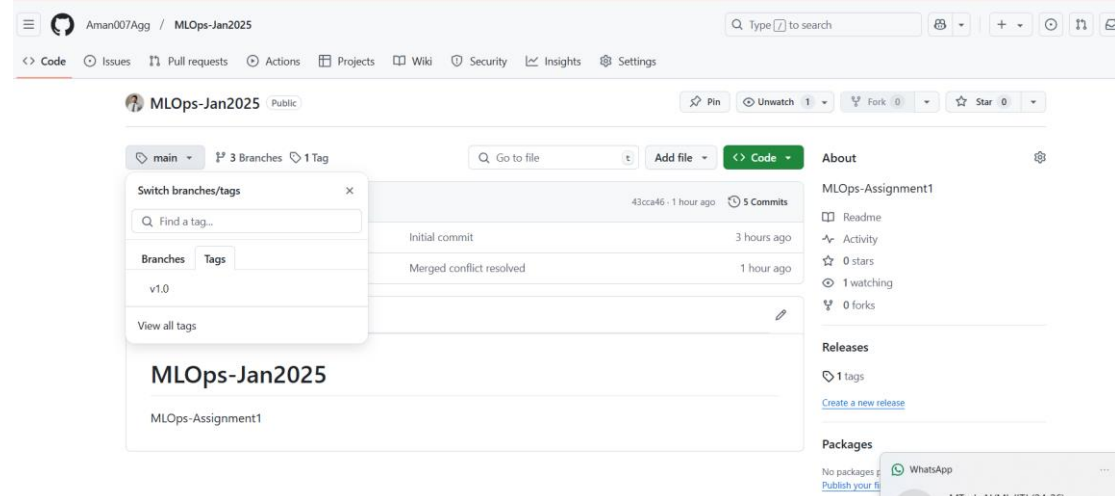 Aman007Agg / MLOps-Jan2025
Type / to search
Code Issues Pull requests Actions Projects Wiki Security Insights Settings
MLOps-Jan2025 Public
Pin Unwatch 1 Fork 0 Star 0
main 3 Branches 1 Tag
Go to file t
Add file Code
Switch branches/tags
Find a tag...
Branches Tags
v1.0
View all tags
43cca46 · 1 hour ago 5 Commits
Initial commit 3 hours ago
Merged conflict resolved 1 hour ago
MLOps-Jan2025
MLOps-Assignment1
About
MLOps-Assignment1
Readme
Activity
0 stars
1 watching
0 forks
Releases
1 tags
Create a new release
Packages
No packages
Publish your
WhatsApp